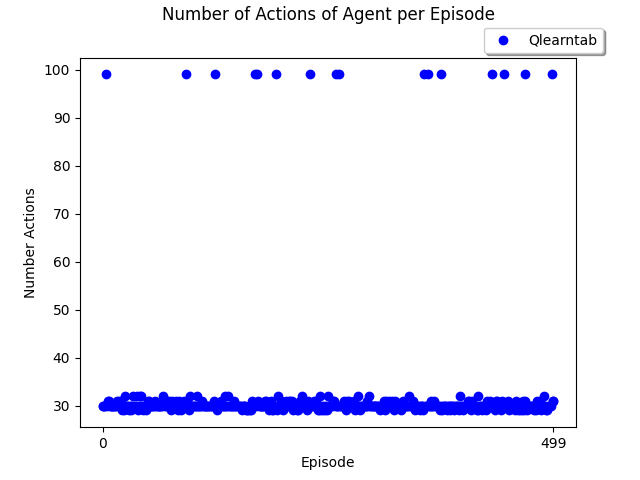 Number of Actions of Agent per Episode
Qlearntab
100
90
80
70
60
50
40
30
Number Actions
0 499
Episode